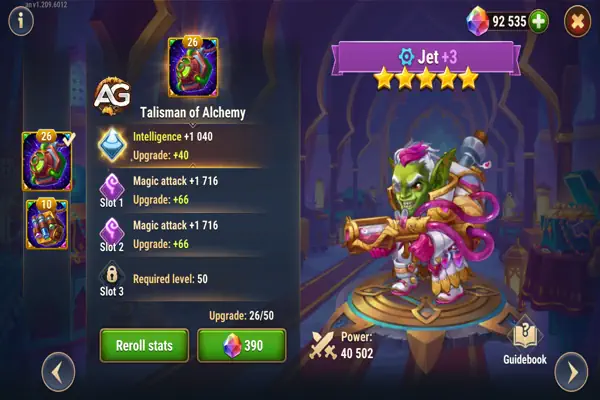 an v1.209.6012
i
92 535
26
Jet +3
AG
Talisman of Alchemy
26
Intelligence +1 040
Upgrade: +40
Magic attack +1 716
Slot 1
Upgrade: +66
10
Magic attack +1 716
Slot 2
Upgrade: +66
Required level: 50
Slot 3
Upgrade: 26/50
Reroll stats
390
Power:
40 502
?
Guidebook